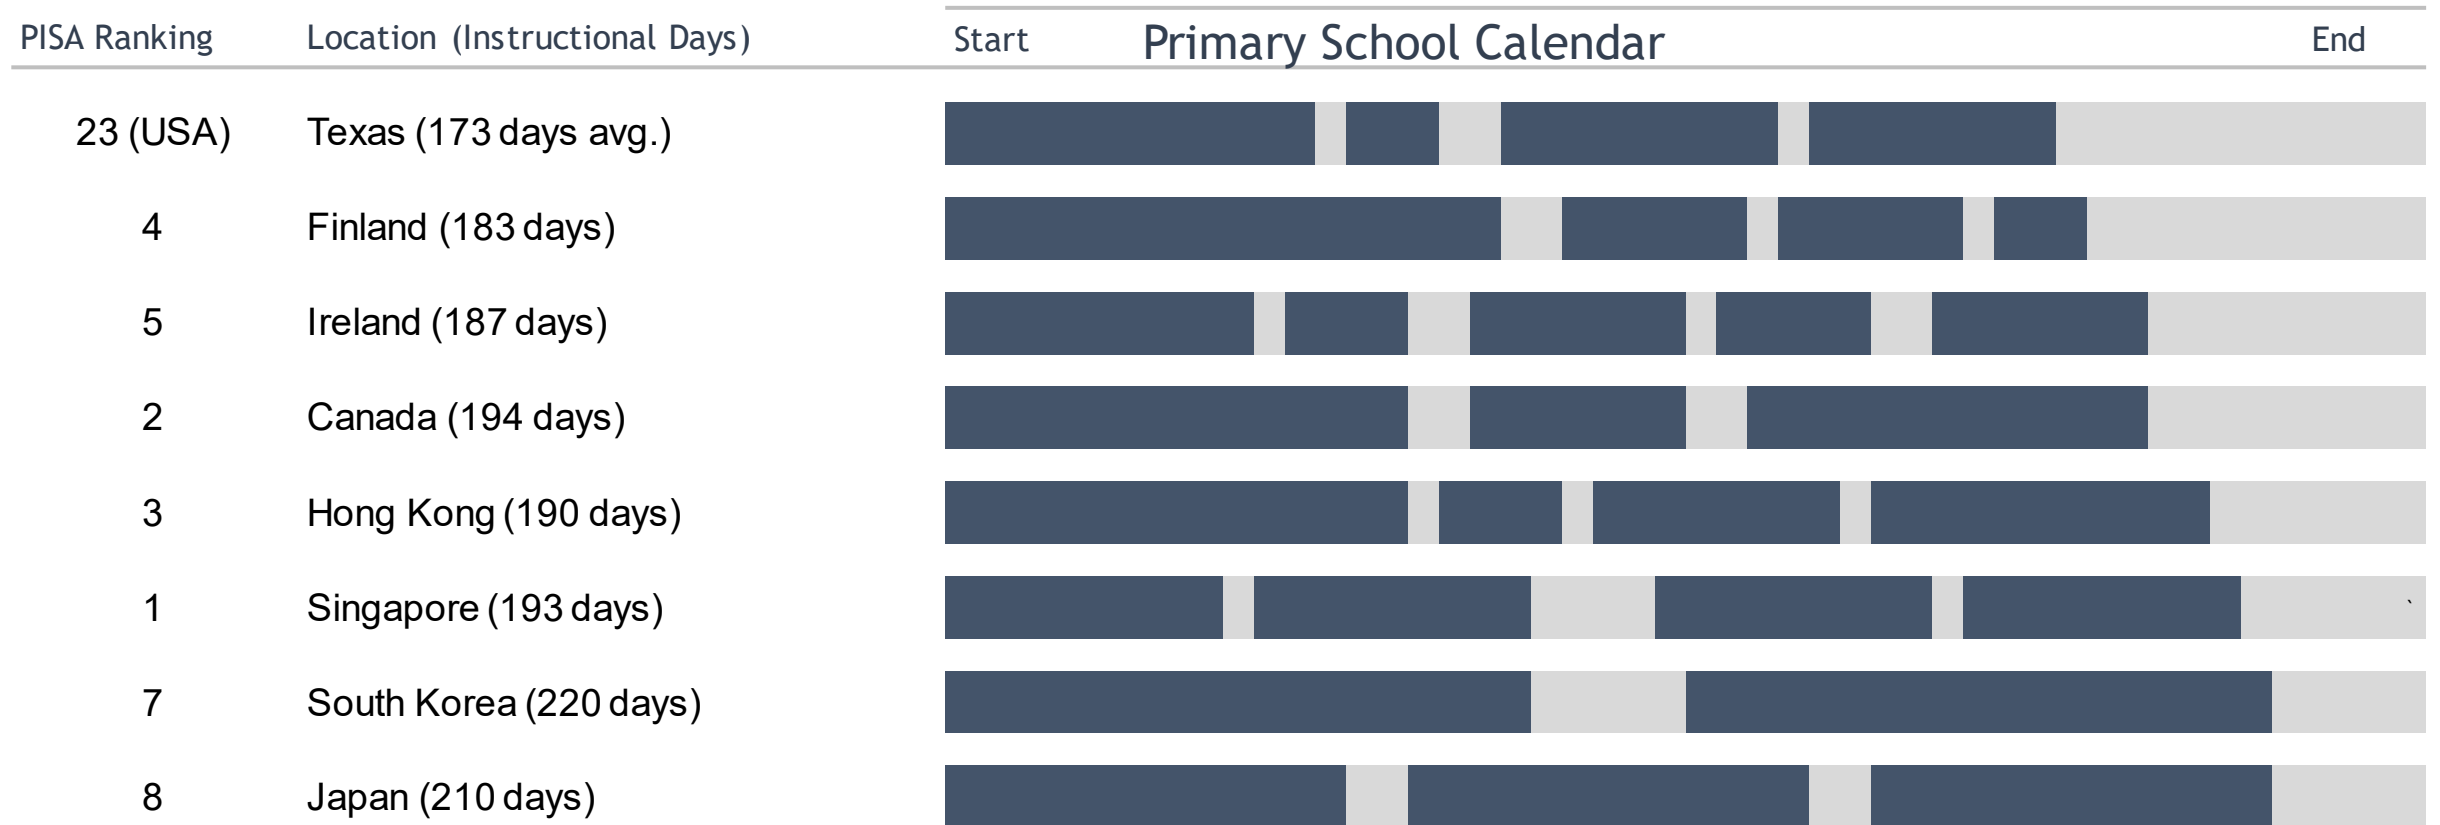 PISA Ranking Location (Instructional Days) Start Primary School Calendar End
23 (USA) Texas (173 days avg.)
4 Finland (183 days)
5 Ireland (187 days)
2 Canada (194 days)
3 Hong Kong (190 days)
1 Singapore (193 days) `
7 South Korea (220 days)
8 Japan (210 days)